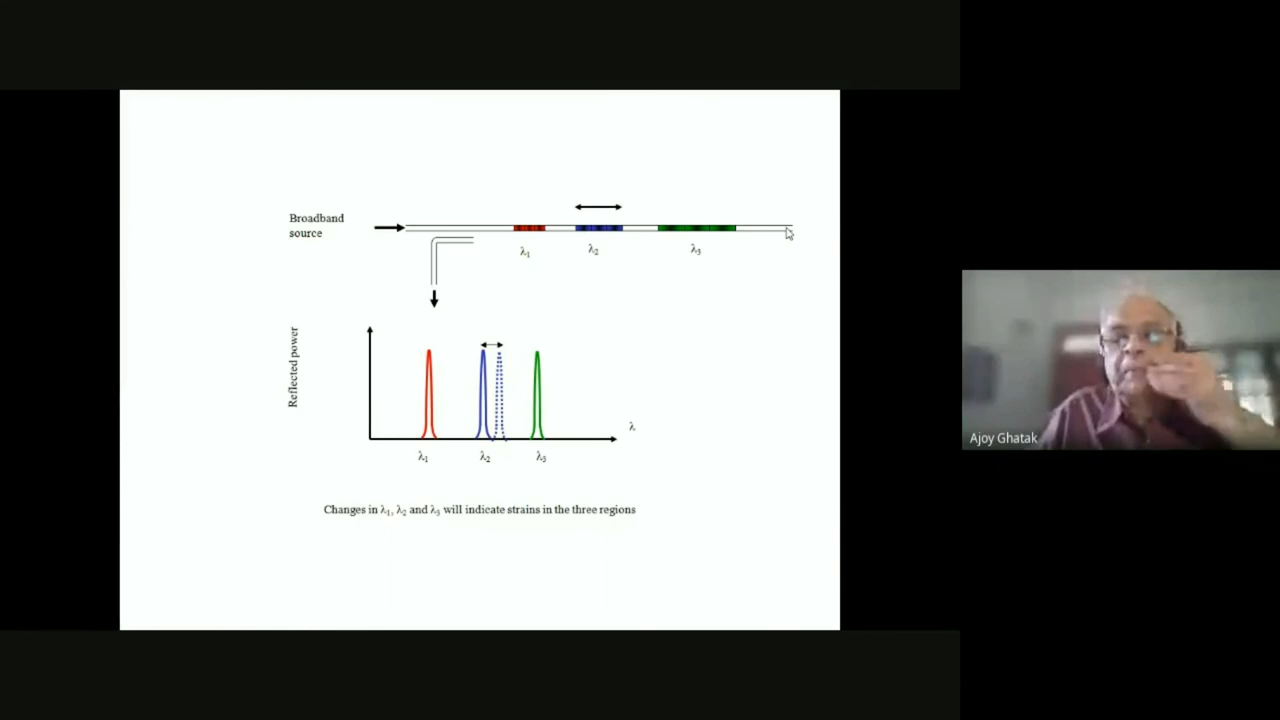 Broadband
source
λ₁
λ₂
λ₃
Reflected power
λ
λ₁
λ₂
λ₃
Changes in λ₁, λ₂ and λ₃ will indicate strains in the three regions
Ajoy Ghatak